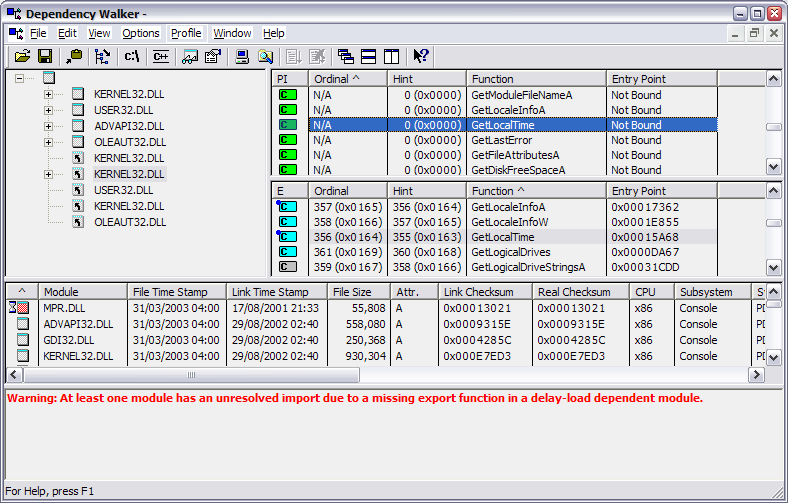 Dependency Walker -
File Edit View Options Profile Window Help
c:\ C++
KERNEL32.DLL
USER32.DLL
ADVAPI32.DLL
OLEAUT32.DLL
KERNEL32.DLL
KERNEL32.DLL
USER32.DLL
KERNEL32.DLL
OLEAUT32.DLL
PI Ordinal ^ Hint Function Entry Point
C N/A 0 (0x0000) GetModuleFileNameA Not Bound
C N/A 0 (0x0000) GetLocaleInfoA Not Bound
C N/A 0 (0x0000) GetLocalTime Not Bound
C N/A 0 (0x0000) GetLastError Not Bound
C N/A 0 (0x0000) GetFileAttributesA Not Bound
C N/A 0 (0x0000) GetDiskFreeSpaceA Not Bound
E Ordinal Hint Function ^ Entry Point
C 357 (0x0165) 356 (0x0164) GetLocaleInfoA 0x00017362
C 358 (0x0166) 357 (0x0165) GetLocaleInfoW 0x0001E855
C 356 (0x0164) 355 (0x0163) GetLocalTime 0x00015A68
C 361 (0x0169) 360 (0x0168) GetLogicalDrives 0x0000DA67
C 359 (0x0167) 358 (0x0166) GetLogicalDriveStringsA 0x00031CDD
^ Module File Time Stamp Link Time Stamp File Size Attr. Link Checksum Real Checksum CPU Subsystem
MPR.DLL 31/03/2003 04:00 17/08/2001 21:33 55,808 A 0x00013021 0x00013021 x86 Console
ADVAPI32.DLL 31/03/2003 04:00 29/08/2002 02:40 558,080 A 0x0009315E 0x0009315E x86 Console
GDI32.DLL 31/03/2003 04:00 29/08/2002 02:40 250,368 A 0x0004285C 0x0004285C x86 Console
KERNEL32.DLL 31/03/2003 04:00 29/08/2002 02:40 930,304 A 0x000E7ED3 0x000E7ED3 x86 Console
Warning: At least one module has an unresolved import due to a missing export function in a delay-load dependent module.
For Help, press F1